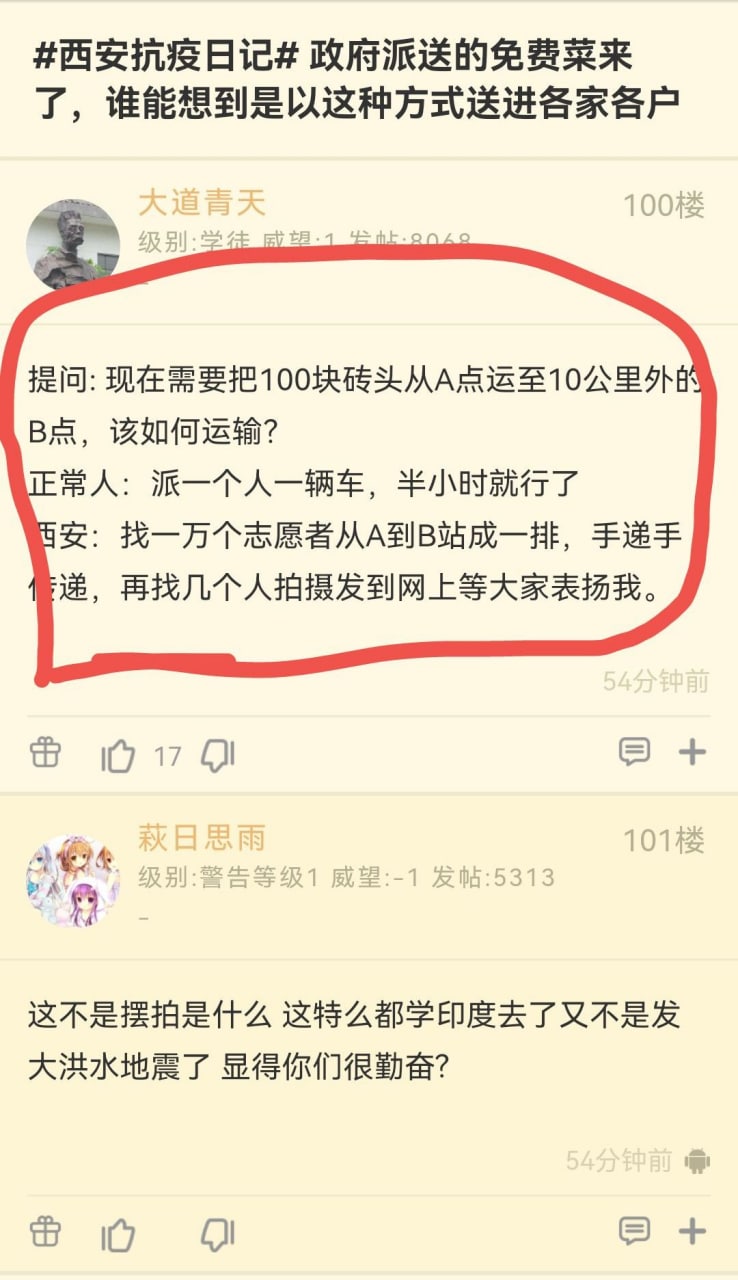 #西安抗疫日记# 政府派送的免费菜来
了，谁能想到是以这种方式送进各家各户
大道青天
100楼
级别:学徒 威望:1 发帖:8068
提问: 现在需要把100块砖头从A点运至10公里外的
B点，该如何运输？
正常人：派一个人一辆车，半小时就行了
西安：找一万个志愿者从A到B站成一排，手递手
传递，再找几个人拍摄发到网上等大家表扬我。
54分钟前
17
萩日思雨
101楼
级别:警告等级1 威望:-1 发帖:5313
-
这不是摆拍是什么 这特么都学印度去了又不是发
大洪水地震了 显得你们很勤奋？
54分钟前